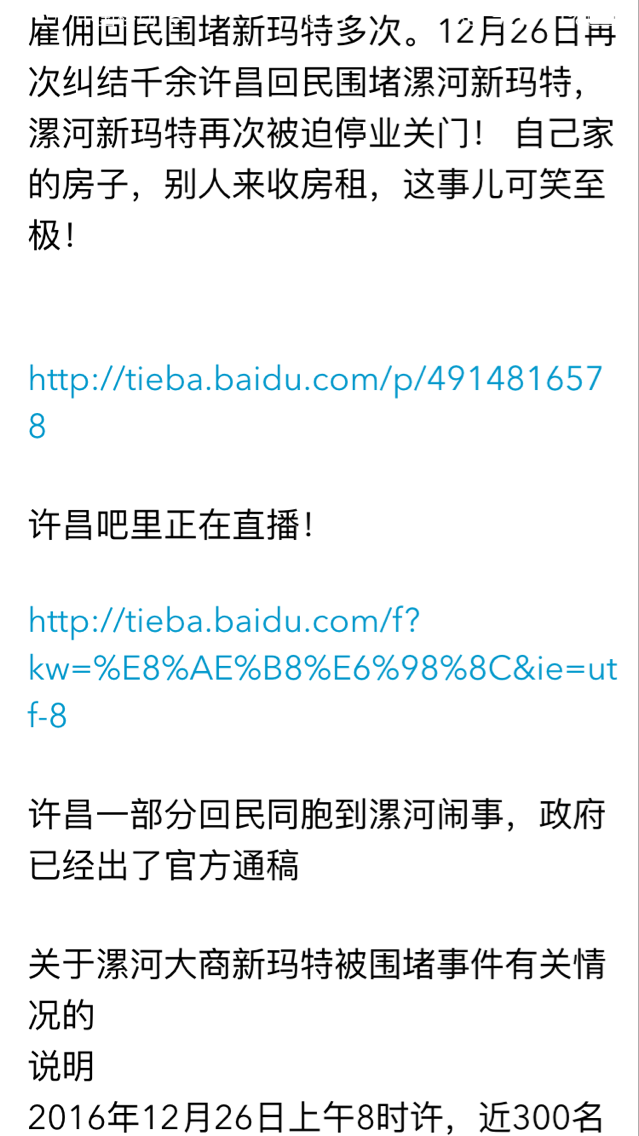 雇佣回民围堵新玛特多次。12月26日再
次纠结千余许昌回民围堵漯河新玛特，
漯河新玛特再次被迫停业关门！ 自己家
的房子，别人来收房租，这事儿可笑至
极！
http://tieba.baidu.com/p/491481657
8
许昌吧里正在直播！
http://tieba.baidu.com/f?
kw=%E8%AE%B8%E6%98%8C&ie=ut
f-8
许昌一部分回民同胞到漯河闹事，政府
已经出了官方通稿
关于漯河大商新玛特被围堵事件有关情
况的
说明
2016年12月26日上午8时许，近300名